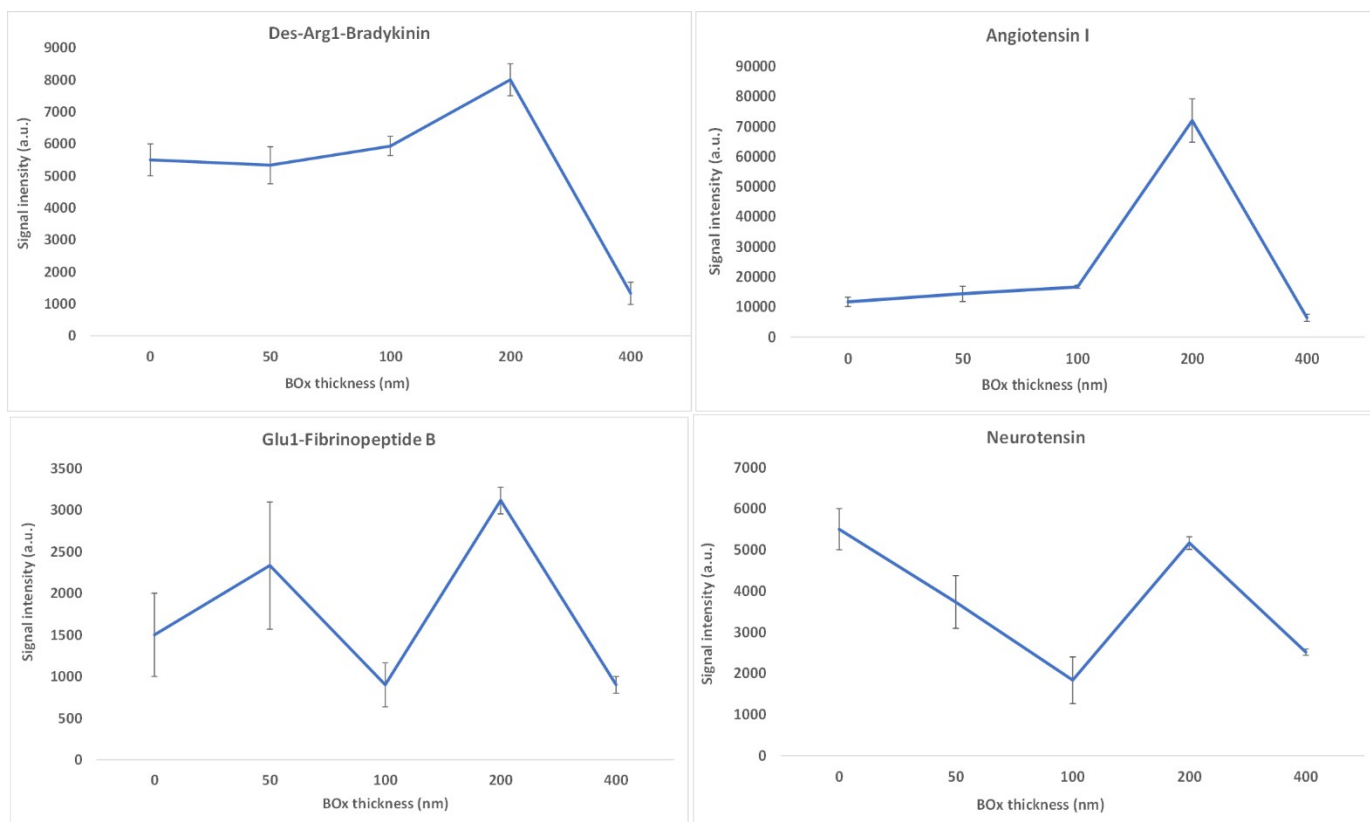 Des-Arg1-Bradykinin
9000
8000
7000
6000
5000
4000
3000
2000
1000
0
Signal inensity (a.u.)
0 50 100 200 400
BOx thickness (nm)
Angiotensin I
90000
80000
70000
60000
50000
40000
30000
20000
10000
0
Signal intensity (a.u.)
0 50 100 200 400
BOx thickness (nm)
Glu1-Fibrinopeptide B
3500
3000
2500
2000
1500
1000
500
0
Signal intensity (a.u.)
0 50 100 200 400
BOx thickness (nm)
Neurotensin
7000
6000
5000
4000
3000
2000
1000
0
Signal intensity (a.u.)
0 50 100 200 400
BOx thickness (nm)